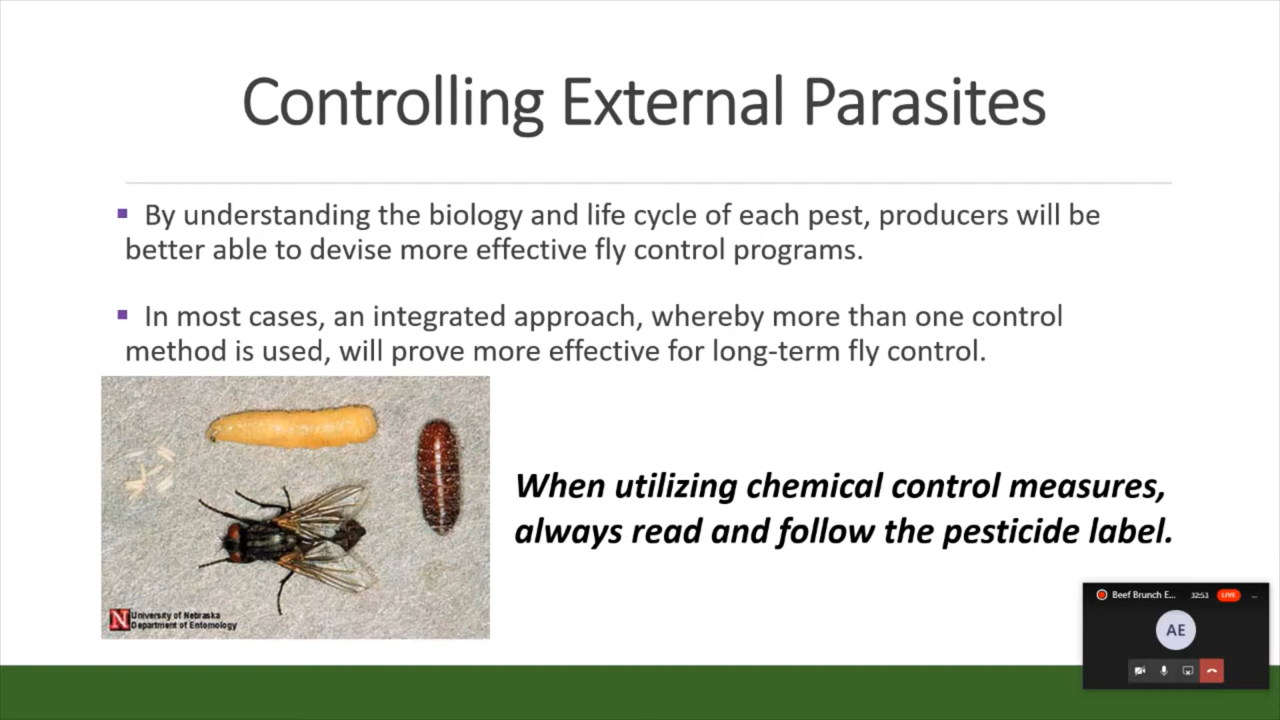 Controlling External Parasites
▪ By understanding the biology and life cycle of each pest, producers will be
better able to devise more effective fly control programs.
▪ In most cases, an integrated approach, whereby more than one control
method is used, will prove more effective for long-term fly control.
When utilizing chemical control measures,
always read and follow the pesticide label.
N University of Nebraska
Department of Entomology
Beef Brunch E... 32:53 LIVE ...
AE